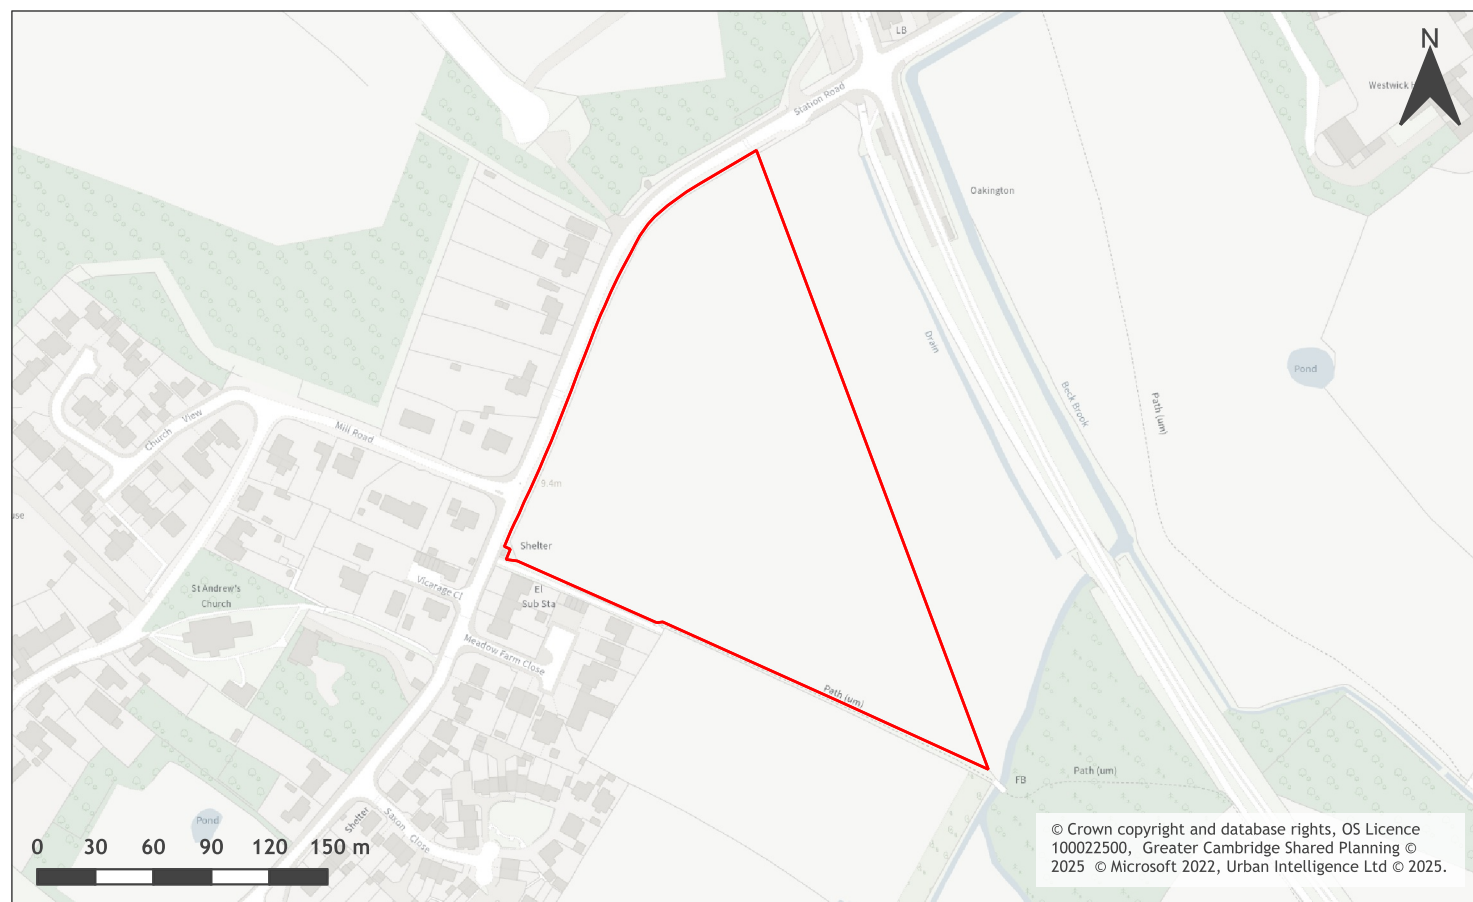 LB
N
Westwick
Station Road
Oakington
Drain
Pond
Beck Brook
Path (um)
Church View
Mill Road
9.4m
Shelter
St Andrew's
Church
Vicarage Cl
El
Sub Sta
Meadow Farm Close
Path (um)
FB
Path (um)
Pond
Shelter
Saxon Close
0 30 60 90 120 150 m
© Crown copyright and database rights, OS Licence
100022500, Greater Cambridge Shared Planning ©
2025 © Microsoft 2022, Urban Intelligence Ltd © 2025.